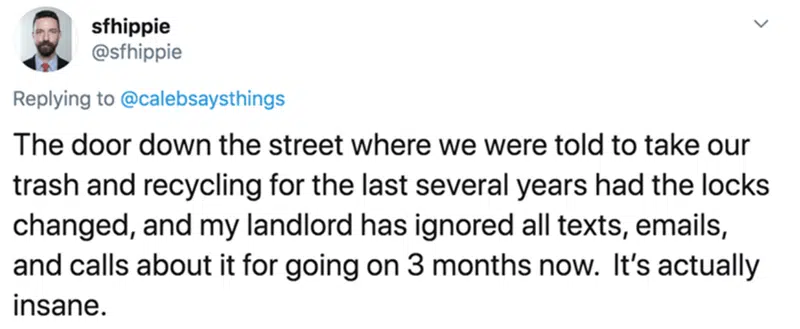 sfhippie
@sfhippie
Replying to @calebsaysthings
The door down the street where we were told to take our
trash and recycling for the last several years had the locks
changed, and my landlord has ignored all texts, emails,
and calls about it for going on 3 months now.  It’s actually
insane.